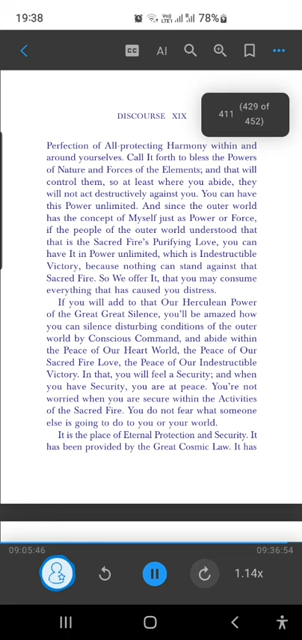 19:38
78%
CC
AI
411 (429 of
452)
DISCOURSE XIX
Perfection of All-protecting Harmony within and
around yourselves. Call It forth to bless the Powers
of Nature and Forces of the Elements; and that will
control them, so at least where you abide, they
will not act destructively against you. You can have
this Power unlimited. And since the outer world
has the concept of Myself just as Power or Force,
if the people of the outer world understood that
that is the Sacred Fire's Purifying Love, you can
have It in Power unlimited, which is Indestructible
Victory, because nothing can stand against that
Sacred Fire. So We offer It, that you may consume
everything that has caused you distress.
If you will add to that Our Herculean Power
of the Great Great Silence, you'll be amazed how
you can silence disturbing conditions of the outer
world by Conscious Command, and abide within
the Peace of Our Heart World, the Peace of Our
Sacred Fire Love, the Peace of Our Indestructible
Victory. In that, you will feel a Security; and when
you have Security, you are at peace. You're not
worried when you are secure within the Activities
of the Sacred Fire. You do not fear what someone
else is going to do to you or your world.
It is the place of Eternal Protection and Security. It
has been provided by the Great Cosmic Law. It has
09:05:46
09:36:54
1.14x